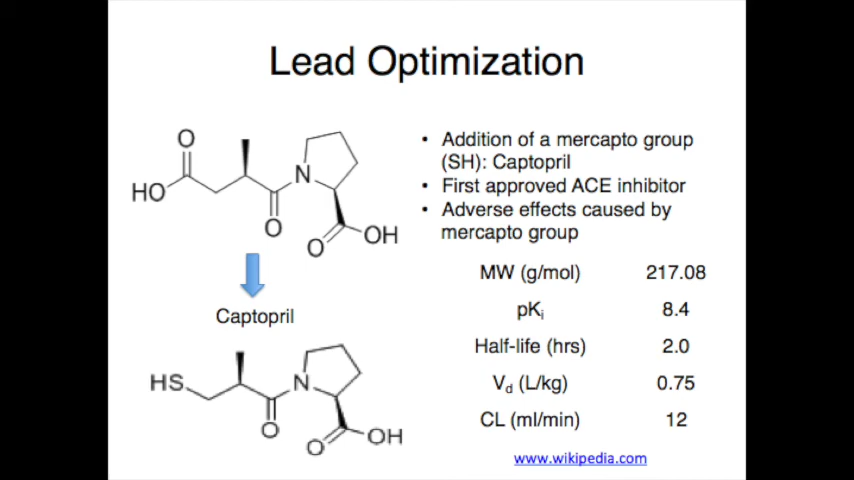 Lead Optimization
O
HO
N
O
O
OH
Captopril
HS
N
O
O
OH
• Addition of a mercapto group
(SH): Captopril
• First approved ACE inhibitor
• Adverse effects caused by
mercapto group
MW (g/mol) 217.08
pKi 8.4
Half-life (hrs) 2.0
Vd (L/kg) 0.75
CL (ml/min) 12
www.wikipedia.com